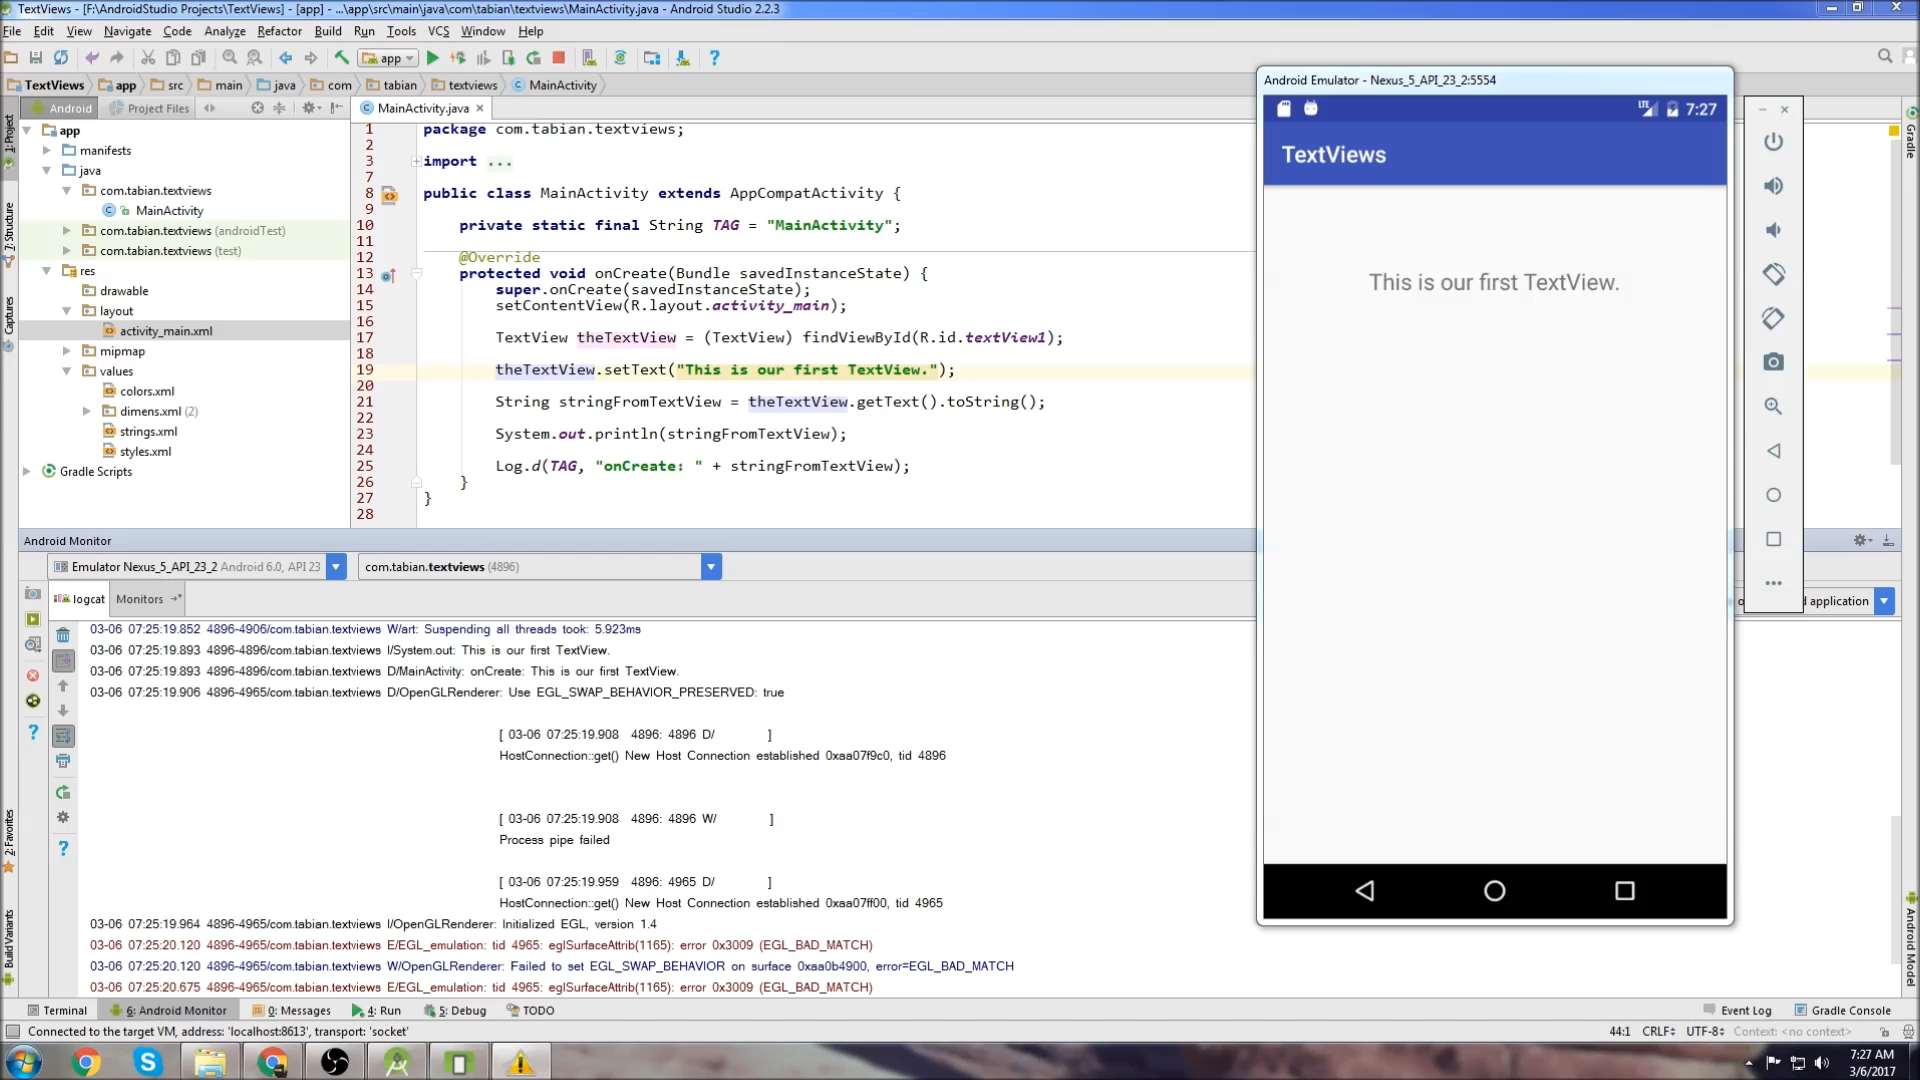 TextViews - [F:\AndroidStudio Projects\TextViews] - [app] - ...\app\src\main\java\com\tabian\textviews\MainActivity.java - Android Studio 2.2.3
File Edit View Navigate Code Analyze Refactor Build Run Tools VCS Window Help
app
TextViews app src main java com tabian textviews MainActivity
Android Project Files
MainActivity.java
1: Project
7: Structure
Captures
2: Favorites
Build Variants
app
manifests
java
com.tabian.textviews
MainActivity
com.tabian.textviews (androidTest)
com.tabian.textviews (test)
res
drawable
layout
activity_main.xml
mipmap
values
colors.xml
dimens.xml (2)
strings.xml
styles.xml
Gradle Scripts
1 package com.tabian.textviews;
2
3 import ...
7
8 public class MainActivity extends AppCompatActivity {
9
10 private static final String TAG = "MainActivity";
11
12 @Override
13 protected void onCreate(Bundle savedInstanceState) {
14 super.onCreate(savedInstanceState);
15 setContentView(R.layout.activity_main);
16
17 TextView theTextView = (TextView) findViewById(R.id.textView1);
18
19 theTextView.setText("This is our first TextView.");
20
21 String stringFromTextView = theTextView.getText().toString();
22
23 System.out.println(stringFromTextView);
24
25 Log.d(TAG, "onCreate: " + stringFromTextView);
26 }
27 }
28
Android Emulator - Nexus_5_API_23_2:5554
LTE 7:27
TextViews
This is our first TextView.
Gradle
Android Model
Android Monitor
Emulator Nexus_5_API_23_2 Android 6.0, API 23
com.tabian.textviews (4896)
logcat Monitors
application
03-06 07:25:19.852 4896-4906/com.tabian.textviews W/art: Suspending all threads took: 5.923ms
03-06 07:25:19.893 4896-4896/com.tabian.textviews I/System.out: This is our first TextView.
03-06 07:25:19.893 4896-4896/com.tabian.textviews D/MainActivity: onCreate: This is our first TextView.
03-06 07:25:19.906 4896-4965/com.tabian.textviews D/OpenGLRenderer: Use EGL_SWAP_BEHAVIOR_PRESERVED: true
[ 03-06 07:25:19.908 4896: 4896 D/ ]
HostConnection::get() New Host Connection established 0xaa07f9c0, tid 4896
[ 03-06 07:25:19.908 4896: 4896 W/ ]
Process pipe failed
[ 03-06 07:25:19.959 4896: 4965 D/ ]
HostConnection::get() New Host Connection established 0xaa07ff00, tid 4965
03-06 07:25:19.964 4896-4965/com.tabian.textviews I/OpenGLRenderer: Initialized EGL, version 1.4
03-06 07:25:20.120 4896-4965/com.tabian.textviews E/EGL_emulation: tid 4965: eglSurfaceAttrib(1165): error 0x3009 (EGL_BAD_MATCH)
03-06 07:25:20.120 4896-4965/com.tabian.textviews W/OpenGLRenderer: Failed to set EGL_SWAP_BEHAVIOR on surface 0xaa0b4900, error=EGL_BAD_MATCH
03-06 07:25:20.675 4896-4965/com.tabian.textviews E/EGL_emulation: tid 4965: eglSurfaceAttrib(1165): error 0x3009 (EGL_BAD_MATCH)
Terminal 6: Android Monitor 0: Messages 4: Run 5: Debug TODO Event Log Gradle Console
Connected to the target VM, address: 'localhost:8613', transport: 'socket' 44:1 CRLF UTF-8 Context: <no context>
7:27 AM
3/6/2017